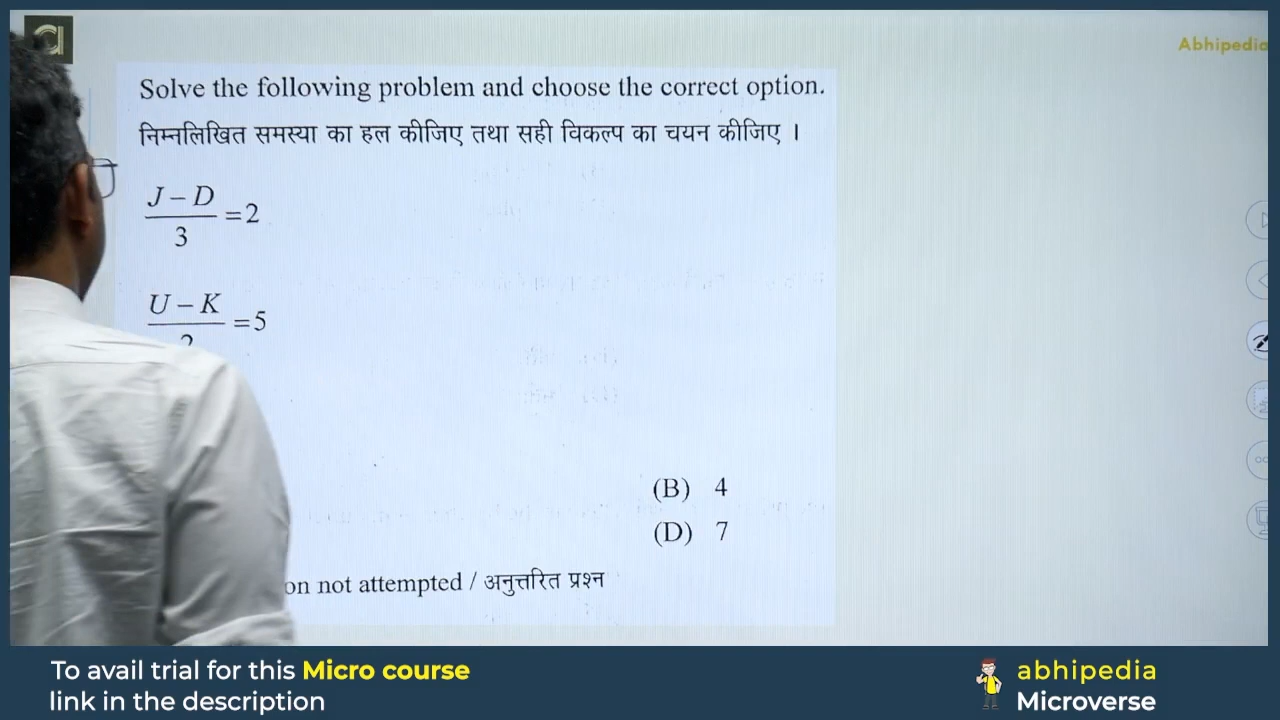 Abhipedia
Solve the following problem and choose the correct option.
निम्नलिखित समस्या का हल कीजिए तथा सही विकल्प का चयन कीजिए ।
J – D
=2
3
U – K
=5
2
(B) 4
(D) 7
on not attempted / अनुत्तरित प्रश्न
To avail trial for this Micro course
link in the description
abhipedia
Microverse